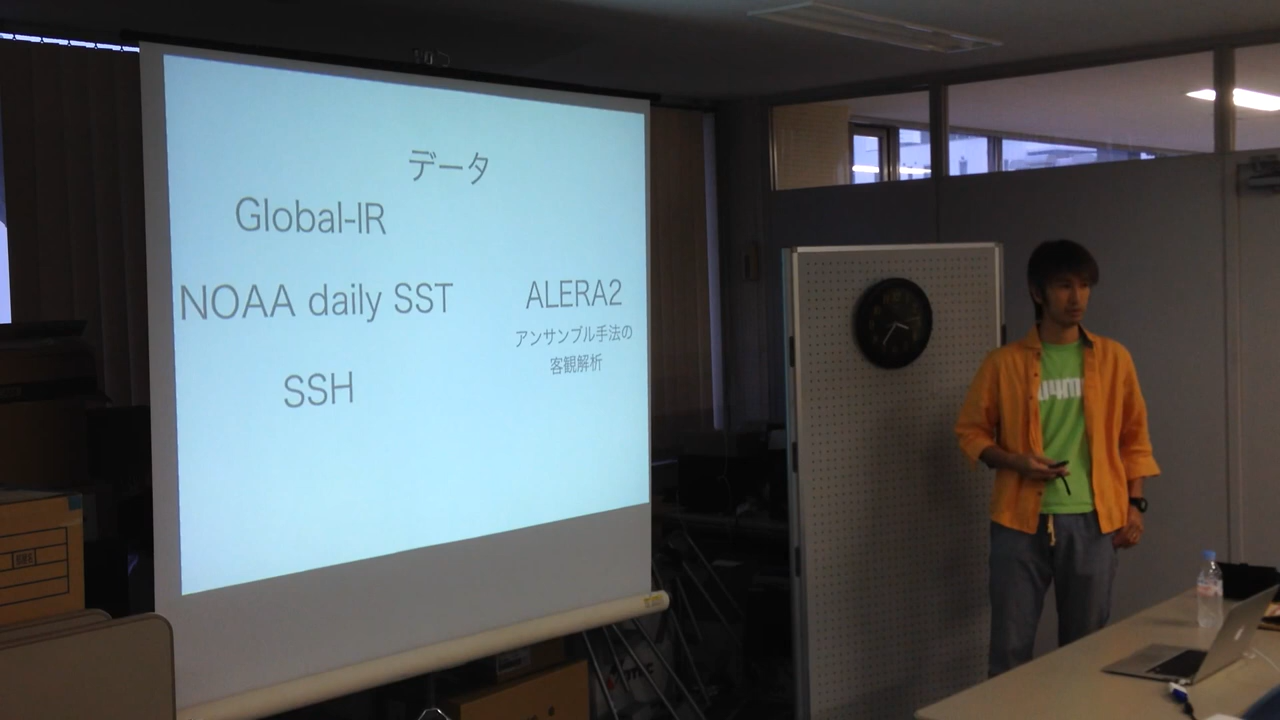 データ
Global-IR
NOAA daily SST
SSH
ALERA2
アンサンブル手法の
客観解析